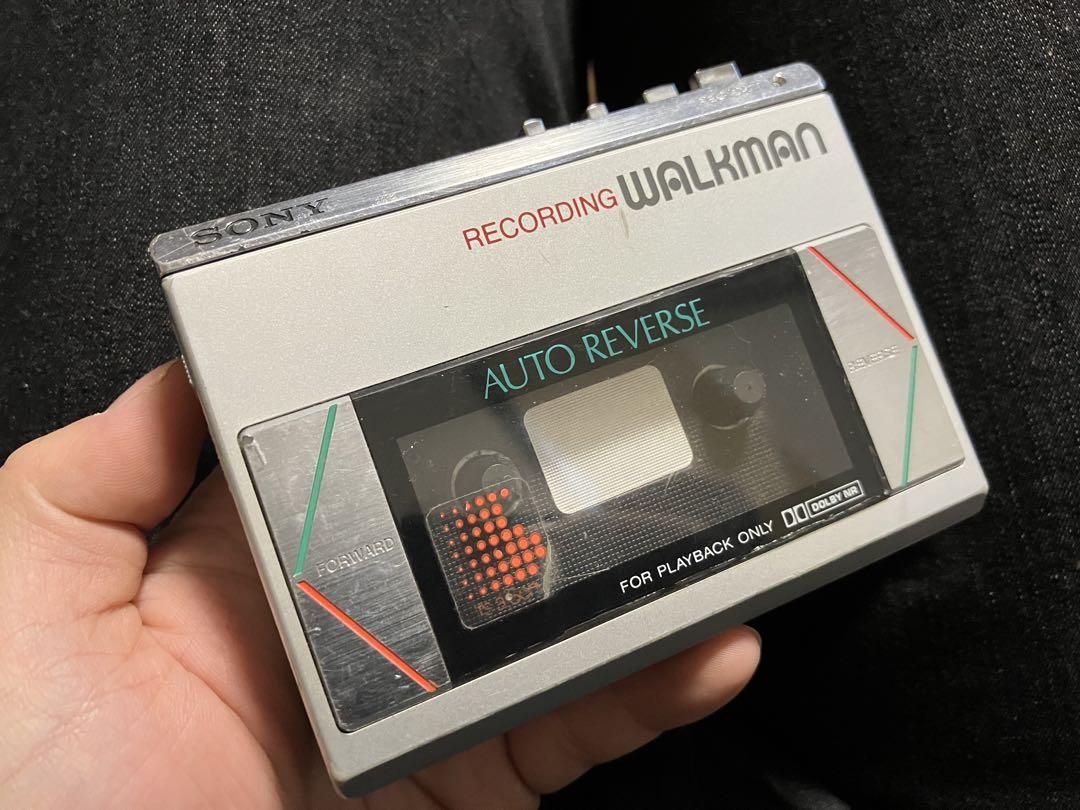 SONY
RECORDING WALKMAN
AUTO REVERSE
REVERSE
FORWARD
FOR PLAYBACK ONLY DOLBY NR